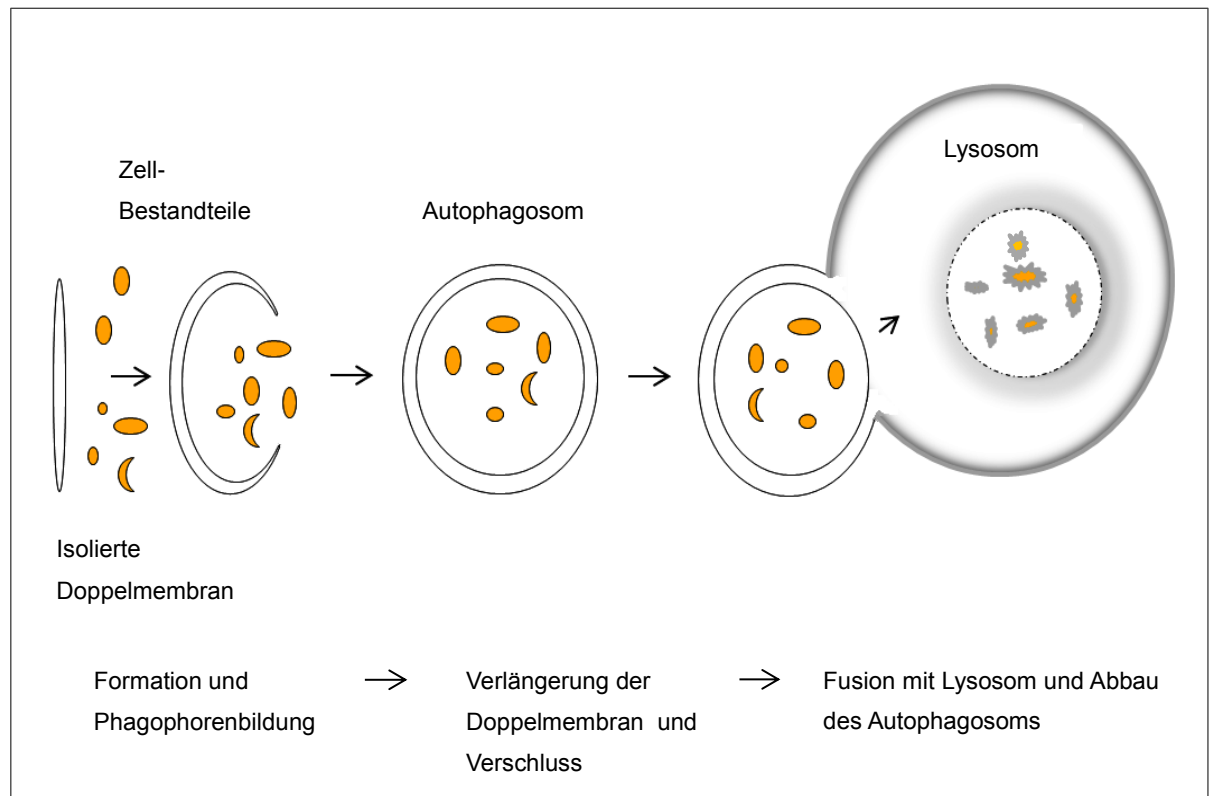 Lysosom
Zell-
Bestandteile
Autophagosom
Isolierte
Doppelmembran
Formation und
Phagophorenbildung
Verlängerung der
Doppelmembran und
Verschluss
Fusion mit Lysosom und Abbau
des Autophagosoms